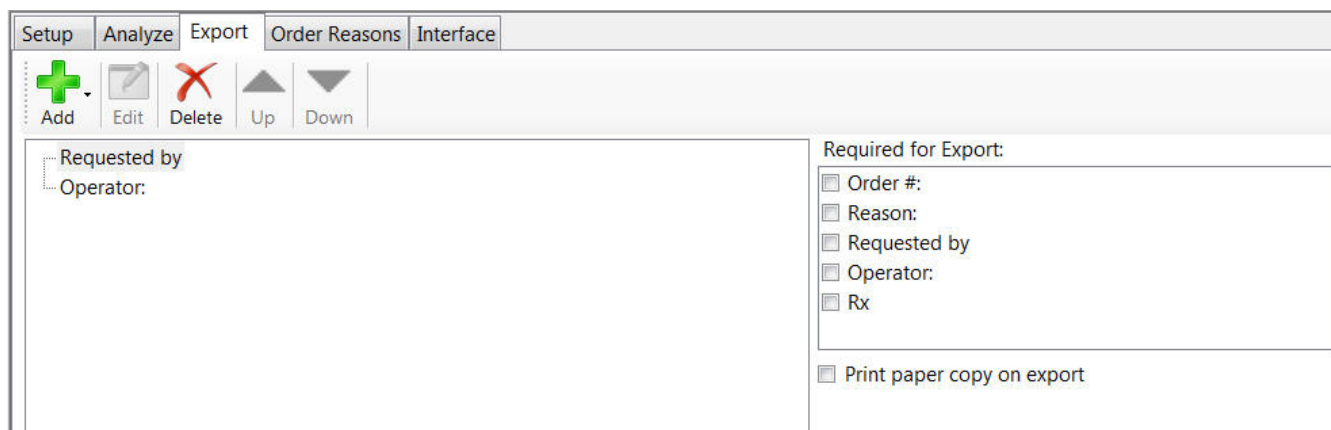 Setup Analyze Export Order Reasons Interface
Add Edit Delete Up Down
Requested by
Operator:
Required for Export:
Order #:
Reason:
Requested by
Operator:
Rx
Print paper copy on export